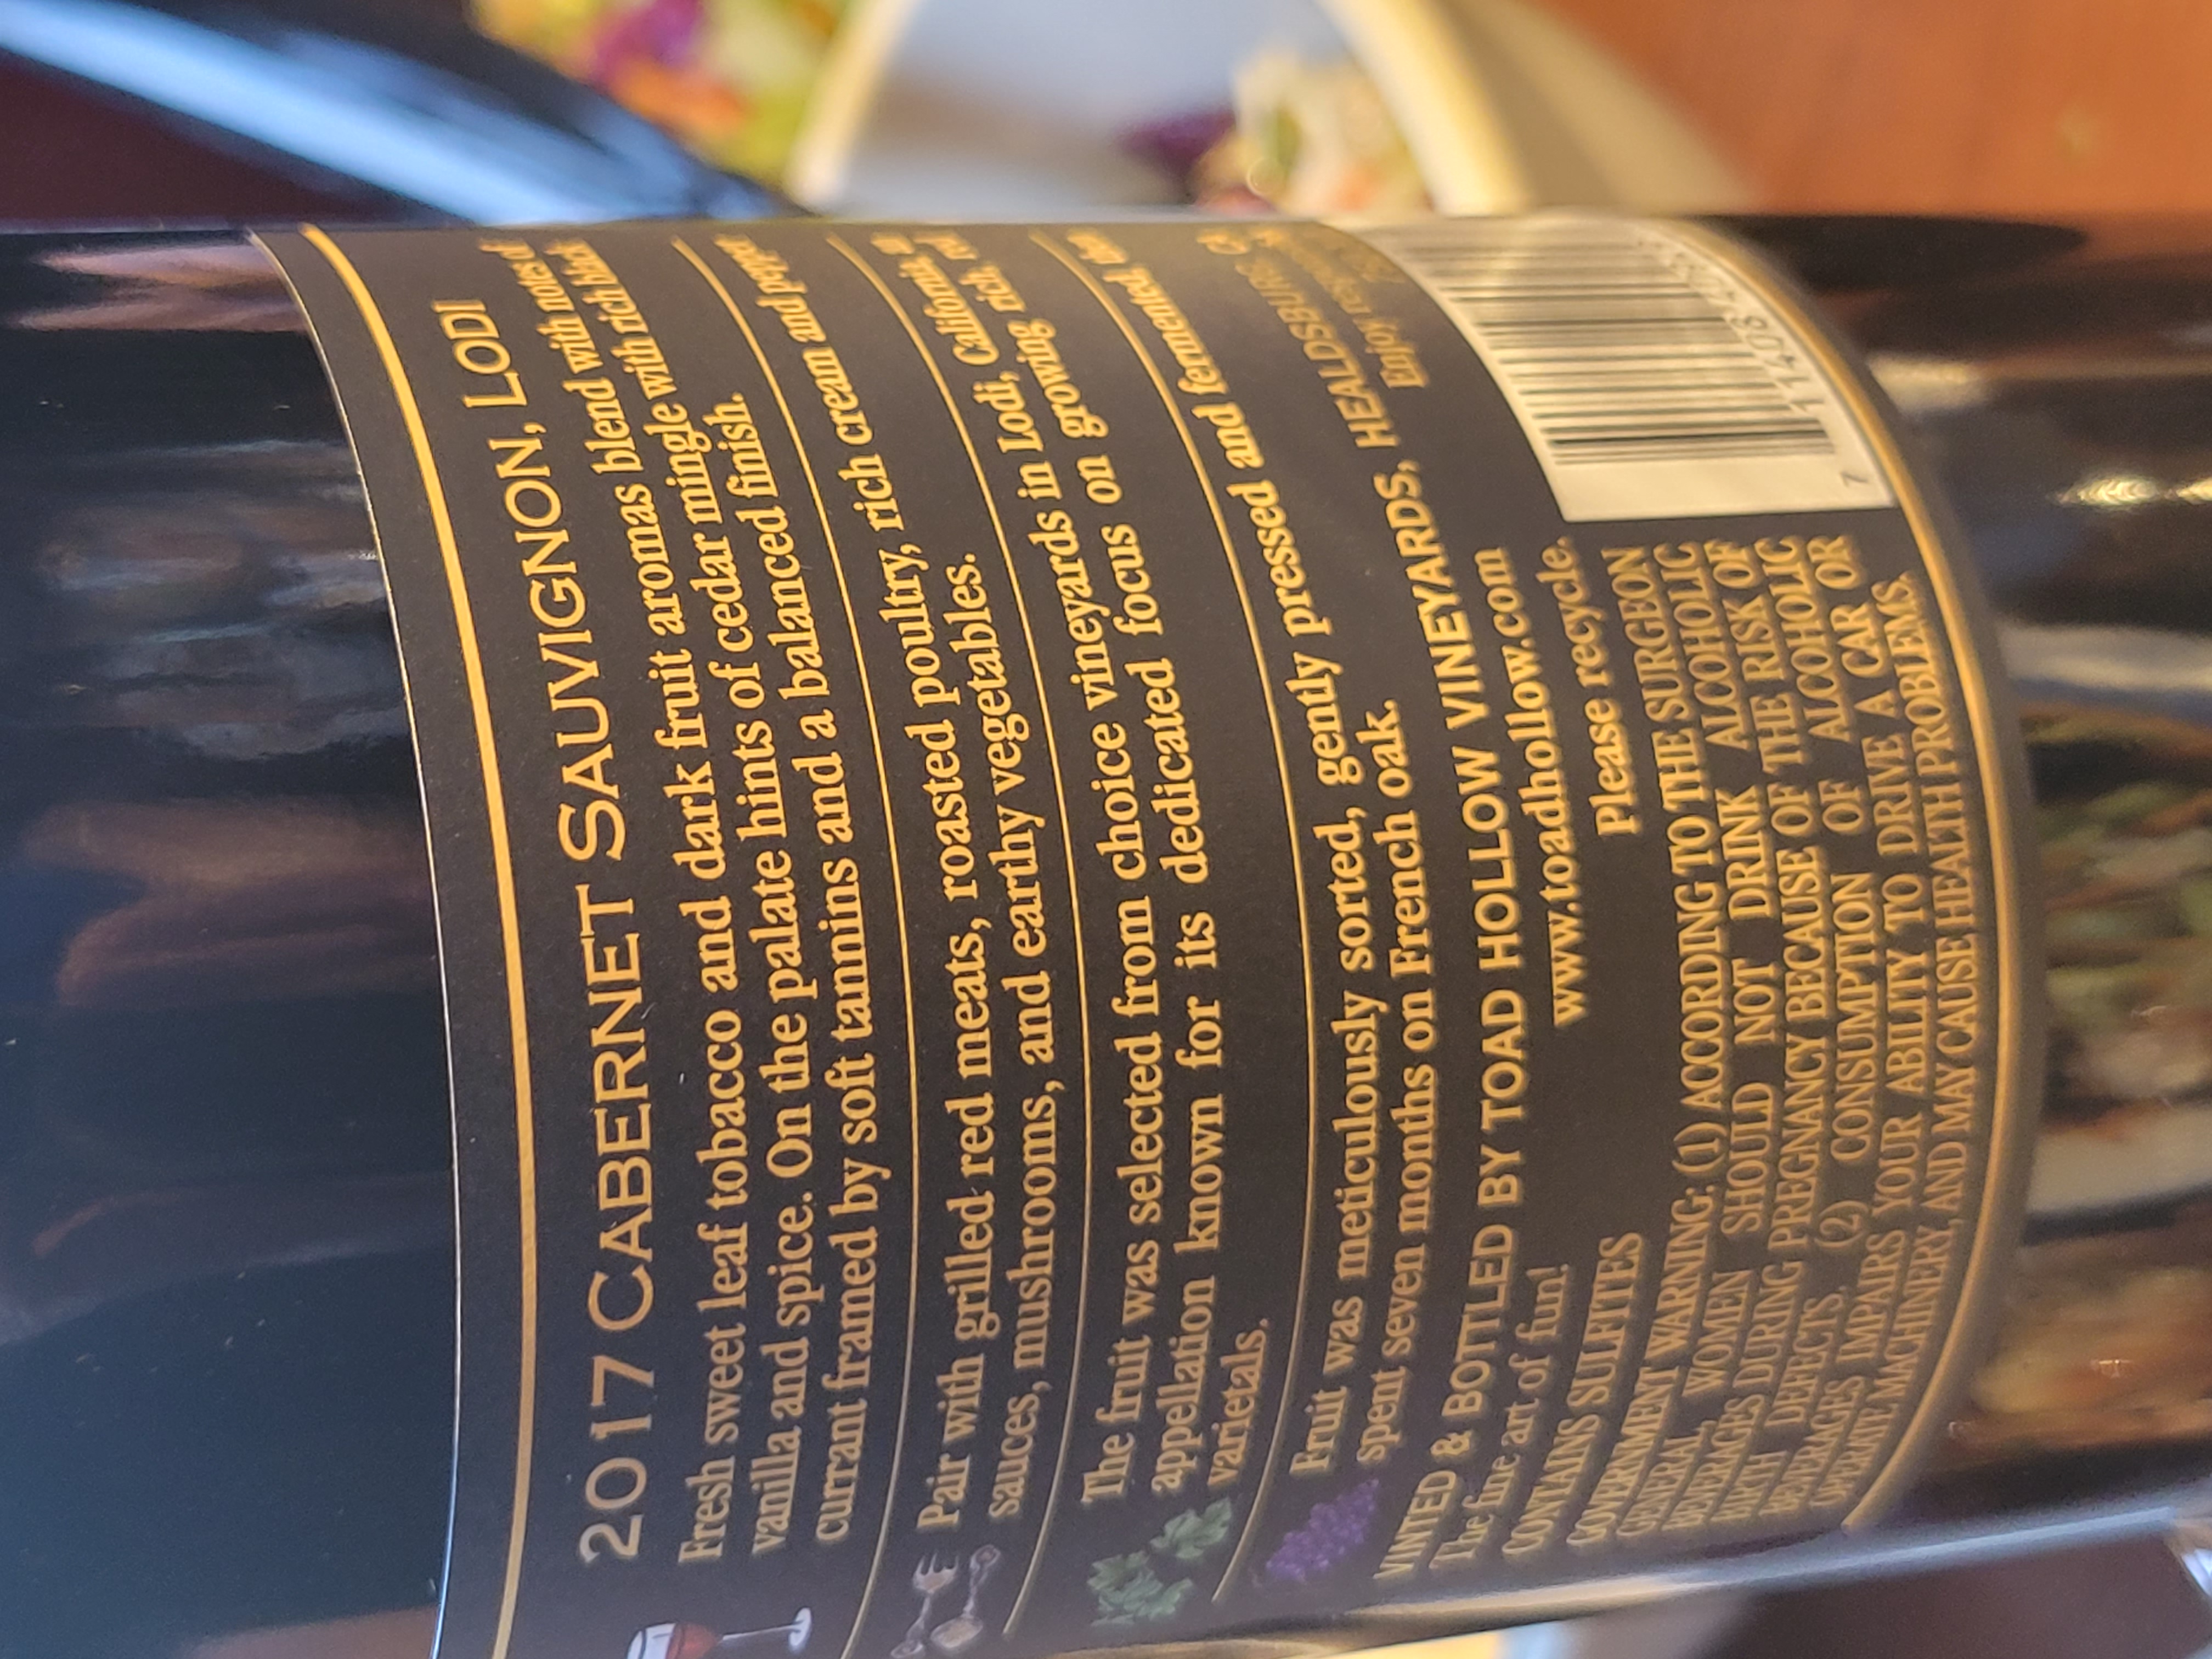 2017 CABERNET SAUVIGNON, LODI
Fresh sweet leaf tobacco and dark fruit aromas blend with notes of
vanilla and spice. On the palate hints of cedar mingle with rich black
currant framed by soft tannins and a balanced finish.
Pair with grilled red meats, roasted poultry, rich cream and pepper
sauces, mushrooms, and earthy vegetables.
The fruit was selected from choice vineyards in Lodi, California,
appellation known for its dedicated focus on growing rich, red
varietals.
Fruit was meticulously sorted, gently pressed and fermented
spent seven months on French oak.
VINTED & BOTTLED BY TOAD HOLLOW VINEYARDS, HEALDSBURG,
The fine art of fun!
www.toadhollow.com
Enjoy
CONTAINS SULFITES
Please recycle.
GOVERNMENT WARNING: (1) ACCORDING TO THE SURGEON
GENERAL, WOMEN SHOULD NOT DRINK ALCOHOLIC
BEVERAGES DURING PREGNANCY BECAUSE OF THE RISK OF
BIRTH DEFECTS. (2) CONSUMPTION OF ALCOHOLIC
BEVERAGES IMPAIRS YOUR ABILITY TO DRIVE A CAR OR
OPERATE MACHINERY, AND MAY CAUSE HEALTH PROBLEMS.